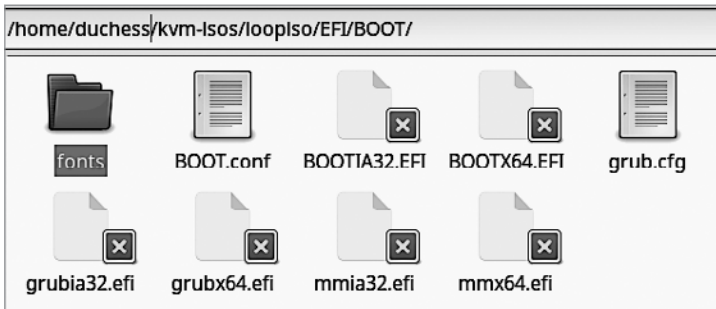 /home/duchess/kvm-isos/loopiso/EFI/BOOT/
fonts BOOT.conf BOOTIA32.EFI BOOTX64.EFI grub.cfg
grubia32.efi grubx64.efi mmia32.efi mmx64.efi